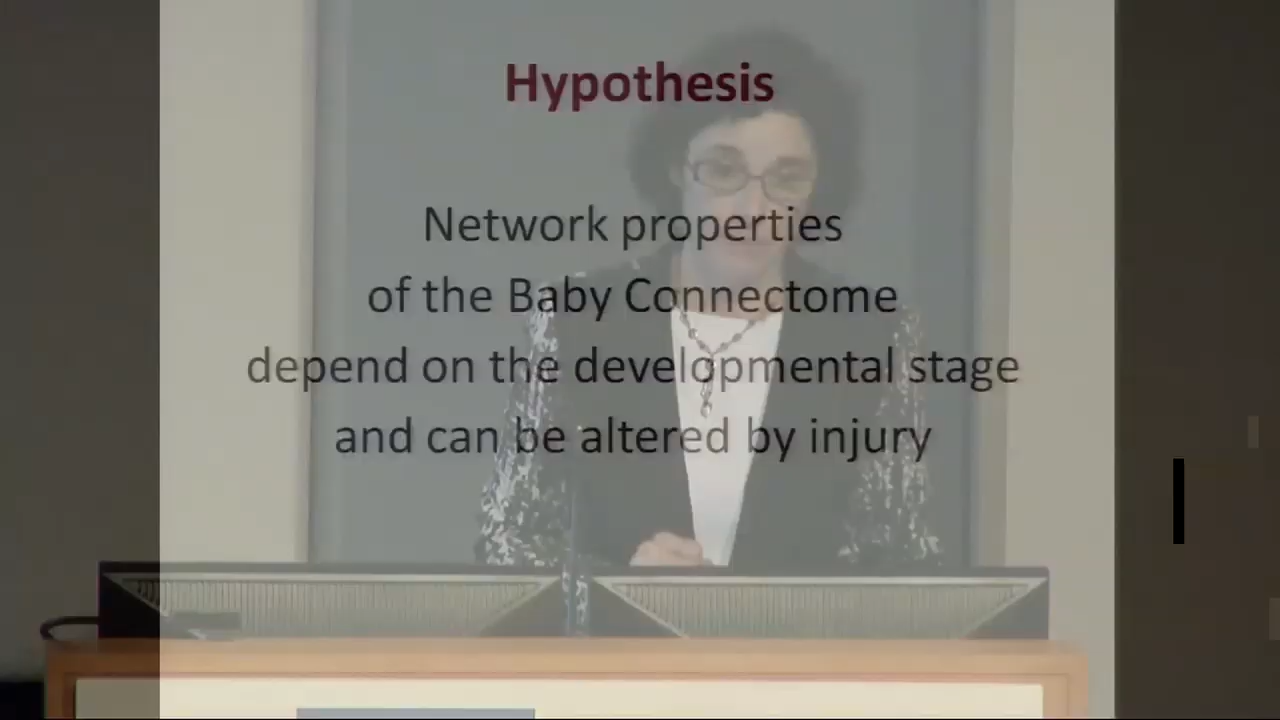 Hypothesis
Network properties
of the Baby Connectome
depend on the developmental stage
and can be altered by injury